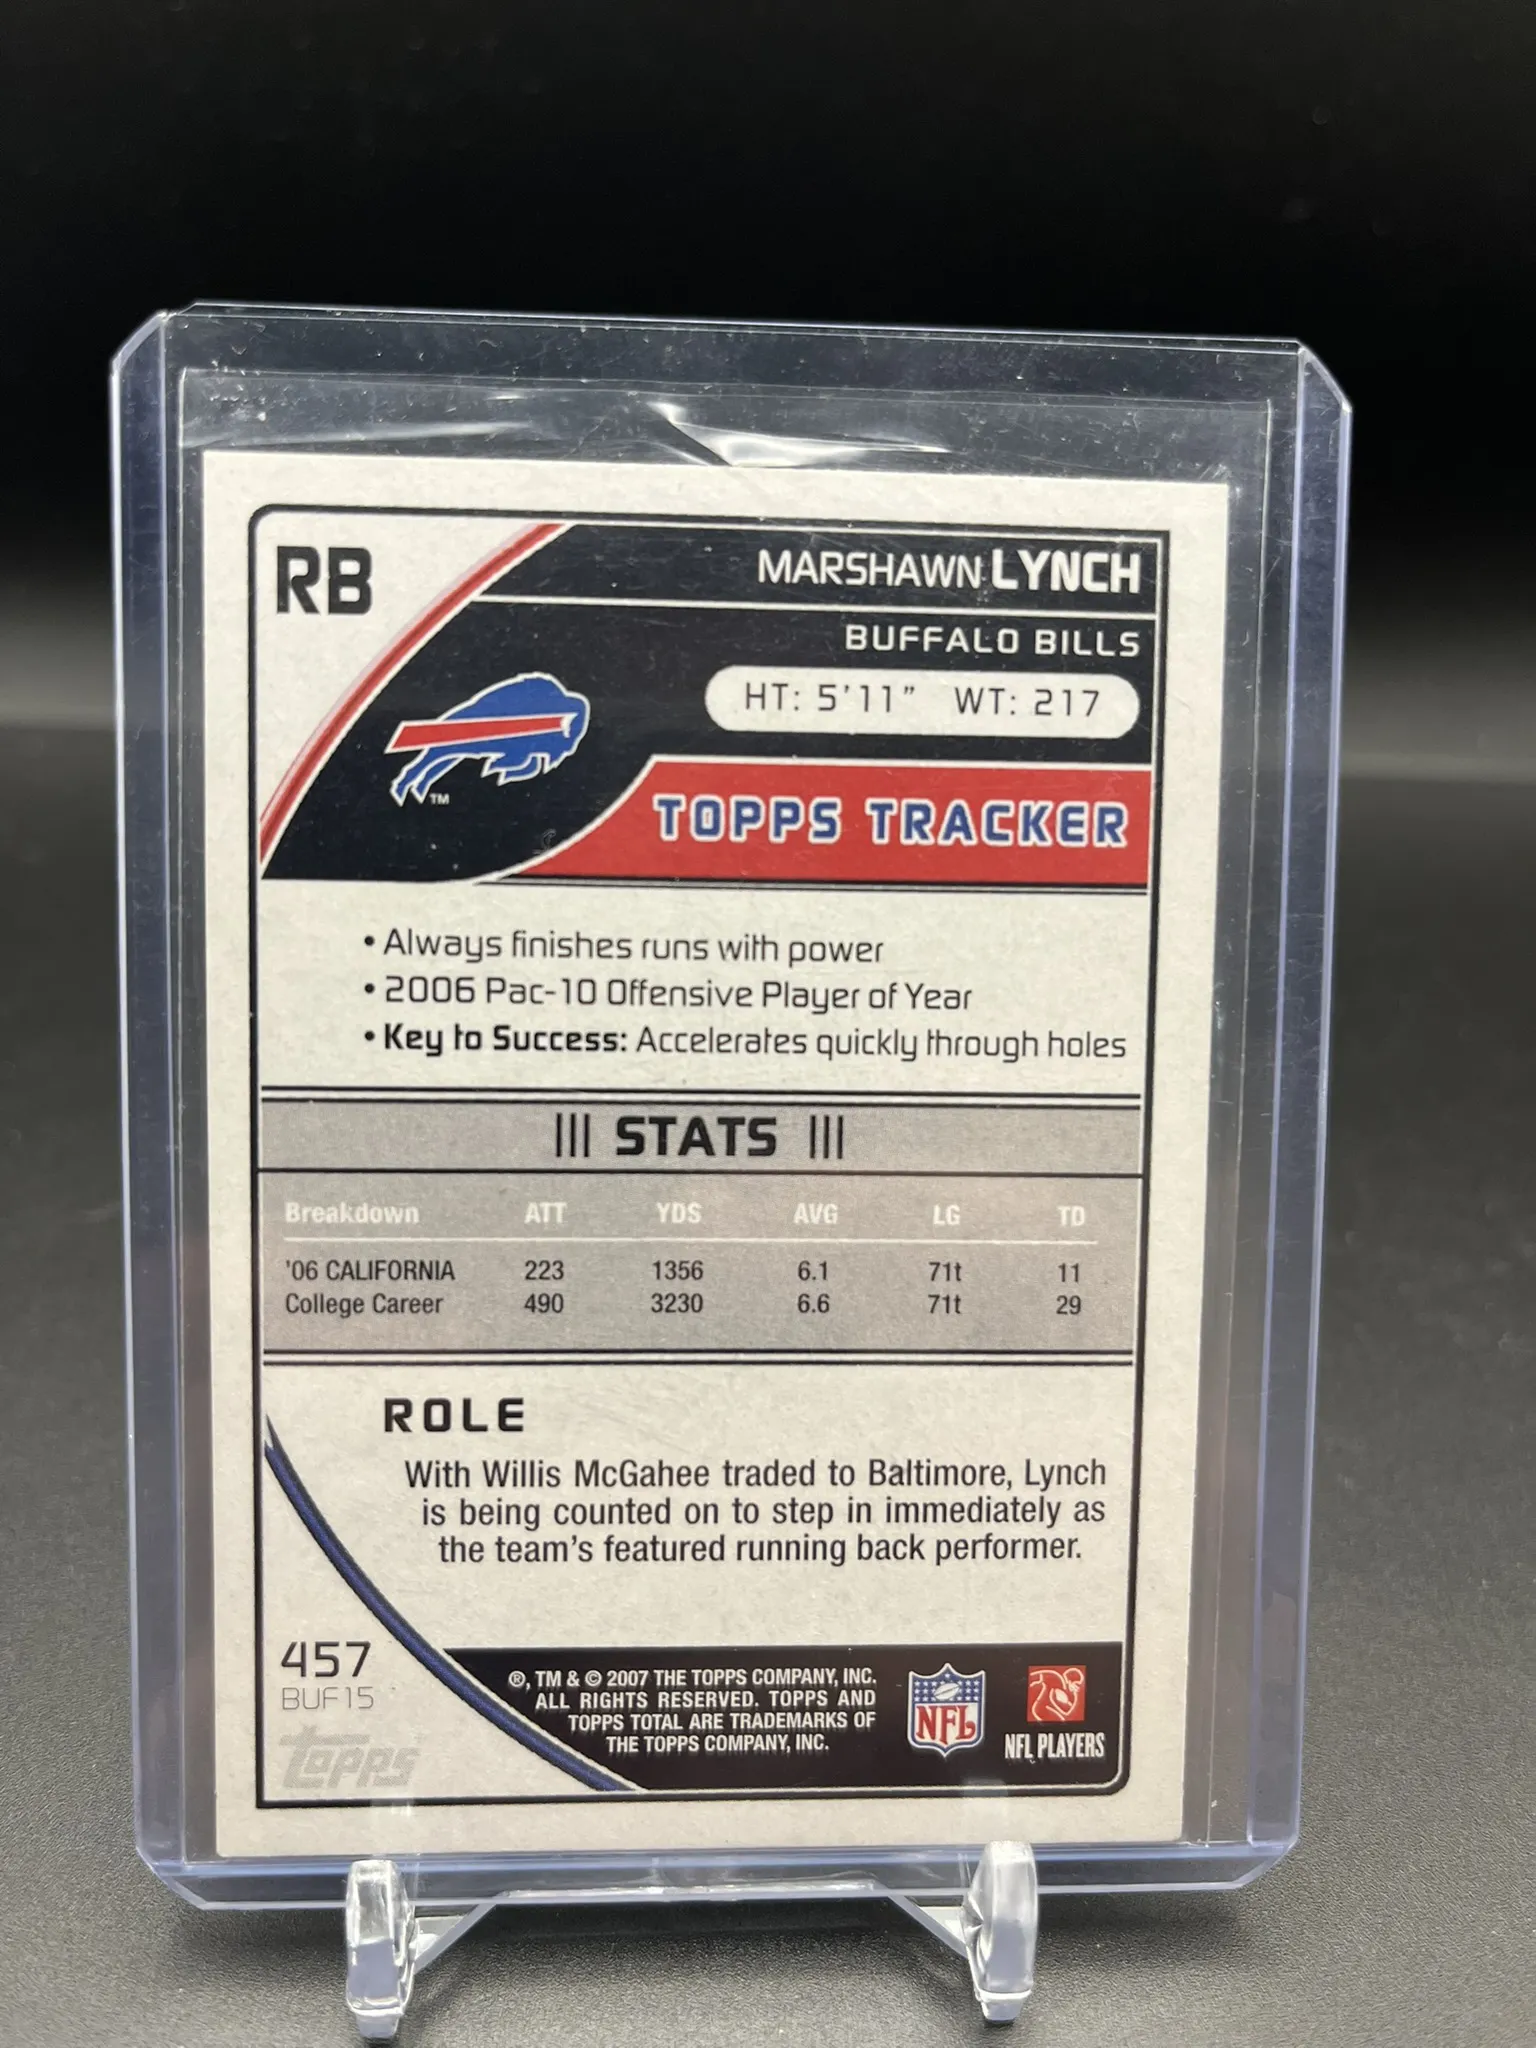 RB
MARSHAWN LYNCH
BUFFALO BILLS
HT: 5'11" WT: 217
TM
TOPPS TRACKER
• Always finishes runs with power
• 2006 Pac-10 Offensive Player of Year
• Key to Success: Accelerates quickly through holes
||| STATS |||
Breakdown ATT YDS AVG LG TD
'06 CALIFORNIA 223 1356 6.1 71t 11
College Career 490 3230 6.6 71t 29
ROLE
With Willis McGahee traded to Baltimore, Lynch
is being counted on to step in immediately as
the team's featured running back performer.
457
BUF15
topps
®, TM & © 2007 THE TOPPS COMPANY, INC.
ALL RIGHTS RESERVED. TOPPS AND
TOPPS TOTAL ARE TRADEMARKS OF
THE TOPPS COMPANY, INC.
NFL
NFL PLAYERS